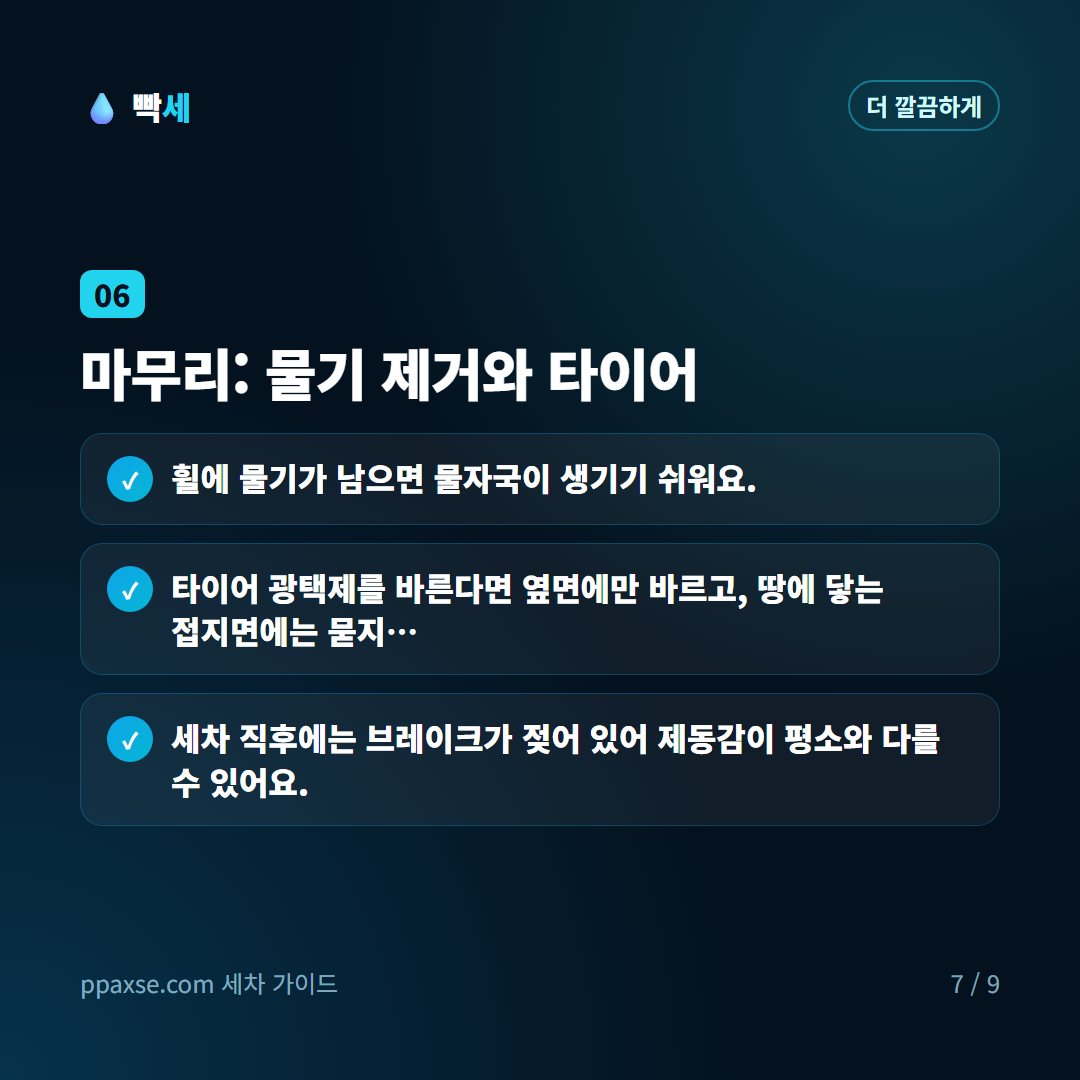 빡세
더 깔끔하게
06
마무리: 물기 제거와 타이어
휠에 물기가 남으면 물자국이 생기기 쉬워요.
타이어 광택제를 바른다면 옆면에만 바르고, 땅에 닿는
접지면에는 묻지…
세차 직후에는 브레이크가 젖어 있어 제동감이 평소와 다를
수 있어요.
ppaxse.com 세차 가이드
7 / 9